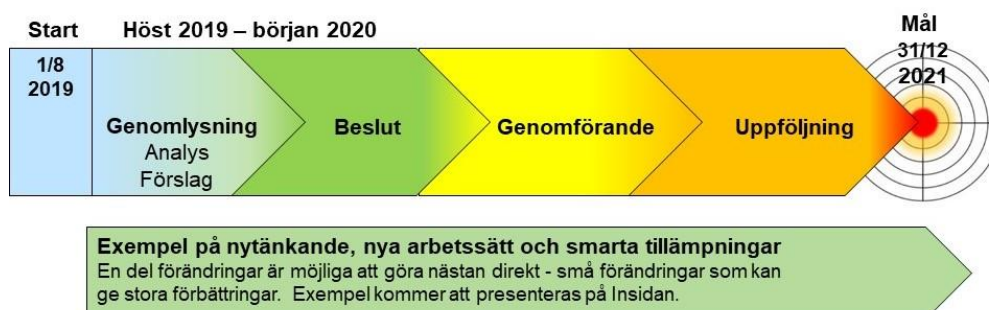 Start
Höst 2019 – början 2020
Mål
31/12
2021
1/8
2019
Genomlysning
Analys
Förslag
Beslut
Genomförande
Uppföljning
Exempel på nytänkande, nya arbetssätt och smarta tillämpningar
En del förändringar är möjliga att göra nästan direkt - små förändringar som kan
ge stora förbättringar.  Exempel kommer att presenteras på Insidan.